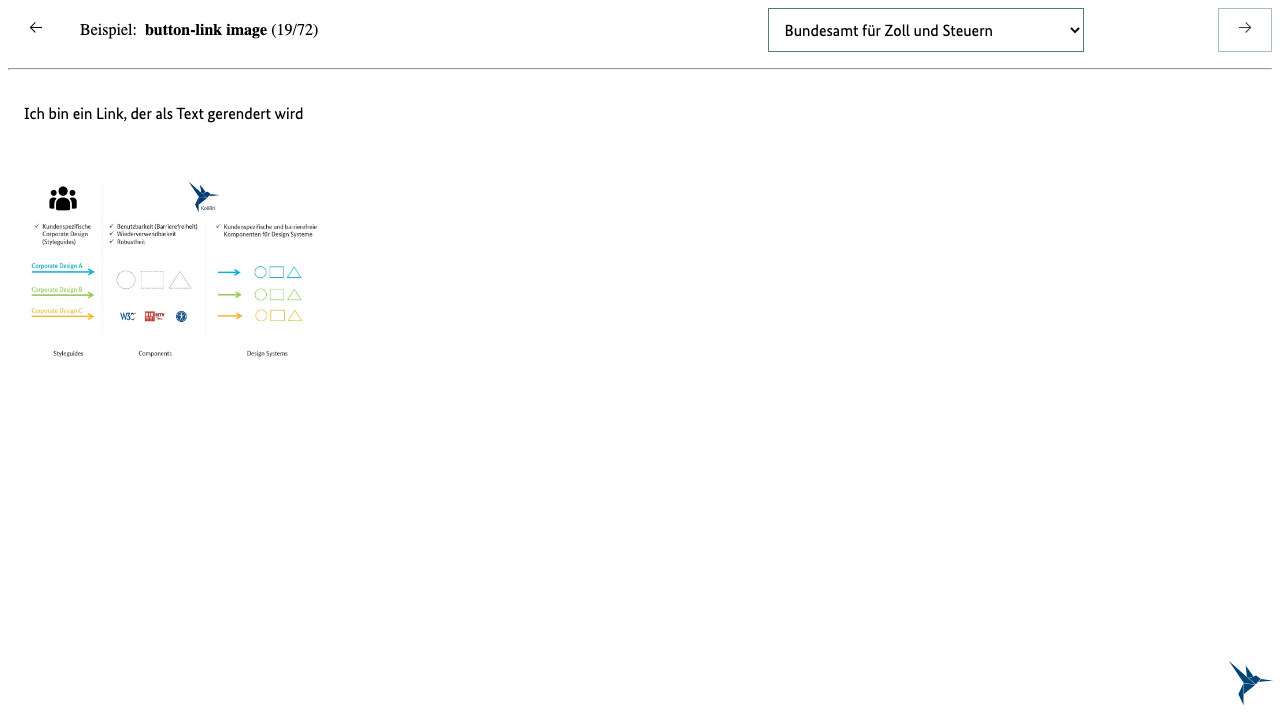 Beispiel: button-link image (19/72)
Bundesamt für Zoll und Steuern
Ich bin ein Link, der als Text gerendert wird
KoliBri
✓ Kundenspezifische
Corporate Design
(Styleguides)
✓ Benutzbarkeit (Barrierefreiheit)
✓ Wiederverwendbarkeit
✓ Robustheit
✓ Kundenspezifische und barrierefreie
Komponenten für Design Systeme
Corporate Design A
Corporate Design B
Corporate Design C
W3C
BITV
Styleguides
Components
Design Systems